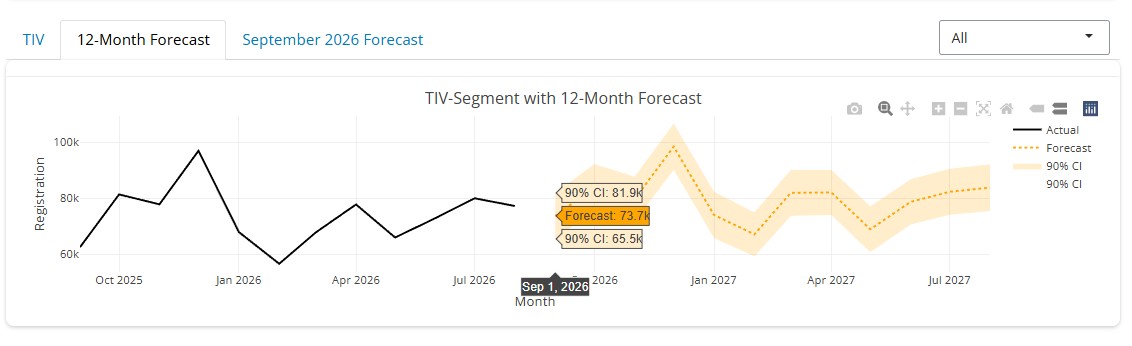 TIV
12-Month Forecast
September 2026 Forecast
All
TIV-Segment with 12-Month Forecast
Actual
Forecast
90% CI
90% CI
Registration
100k
80k
60k
90% CI: 81.9k
Forecast: 73.7k
90% CI: 65.5k
Oct 2025
Jan 2026
Apr 2026
Jul 2026
2026
Jan 2027
Apr 2027
Jul 2027
Sep 1, 2026
Month